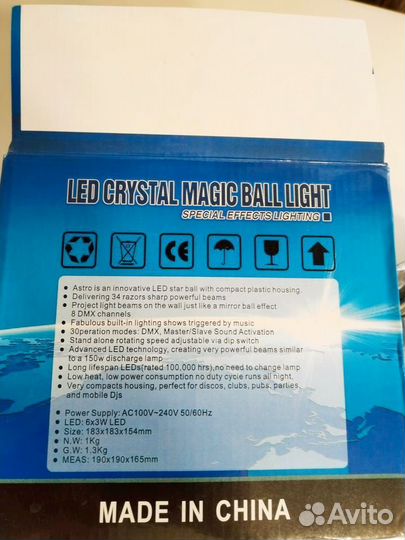 LED CRYSTAL MAGIC BALL LIGHT
SPECIAL EFFECTS LIGHTING
CE
Astro is an innovative LED star ball with compact plastic housing.
Delivering 34 razors sharp powerful beams
Project light beams on the wall just like a mirror ball effect
8 DMX channels
Fabulous built-in lighting shows triggered by music
30peration modes: DMX, Master/Slave Sound Activation
Stand alone rotating speed adjustable via dip switch
Advanced LED technology, creating very powerful beams similar
to a 150w discharge lamp
Long lifespan LEDs(rated 100,000 hrs),no need to change lamp
Low heat, low power consumption no duty cycle runs all night.
Very compacts housing, perfect for discos, clubs, pubs, parties,
and mobile Djs
Power Supply: AC100V~240V 50/60Hz
LED: 6x3W LED
Size: 183x183x154mm
N.W: 1Kg
G.W: 1.3Kg
MEAS: 190x190x165mm
MADE IN CHINA
Avito